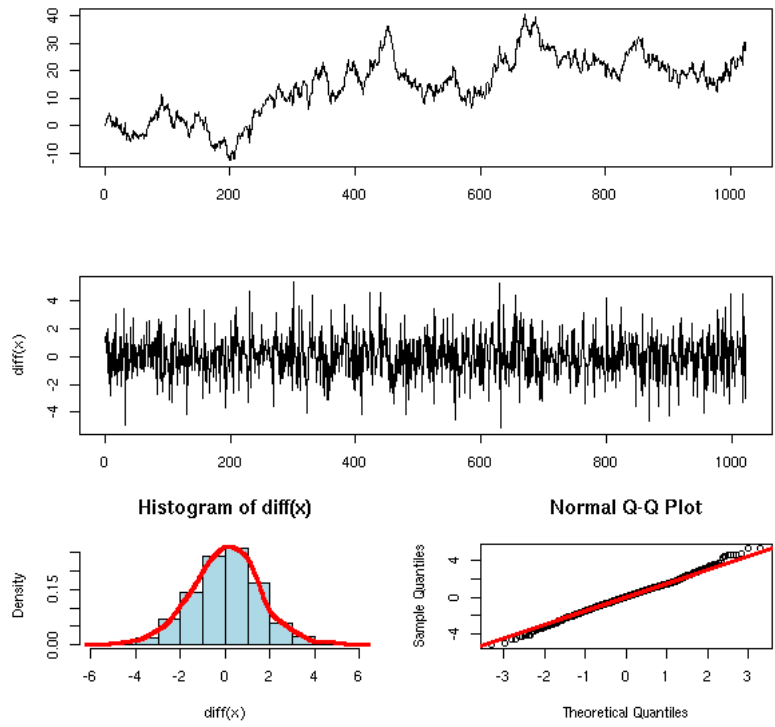 40
30
20
10
0
-10
0 200 400 600 800 1000
4
2
0
-2
-4
diff(x)
0 200 400 600 800 1000
Histogram of diff(x)
Density
0.15
0.00
-6 -4 -2 0 2 4 6
diff(x)
Normal Q-Q Plot
Sample Quantiles
4
0
-4
-3 -2 -1 0 1 2 3
Theoretical Quantiles